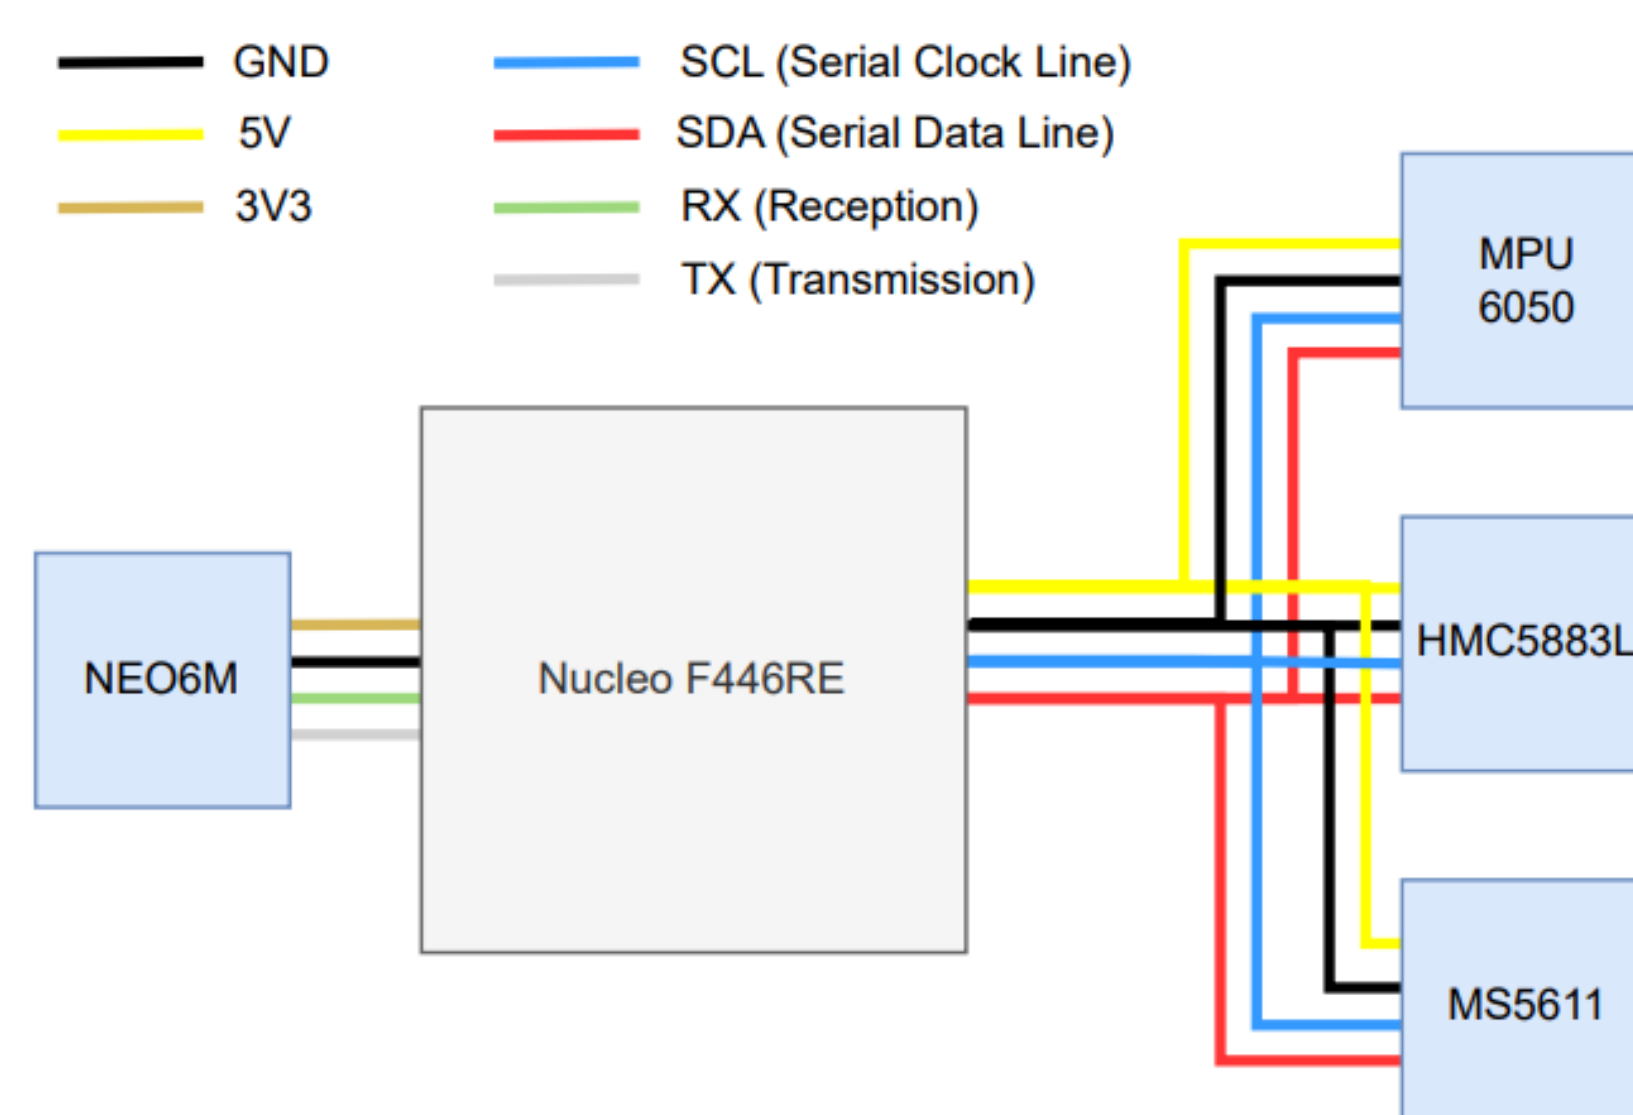 GND
5V
3V3
SCL (Serial Clock Line)
SDA (Serial Data Line)
RX (Reception)
TX (Transmission)
MPU
6050
HMC5883L
NEO6M
Nucleo F446RE
MS5611